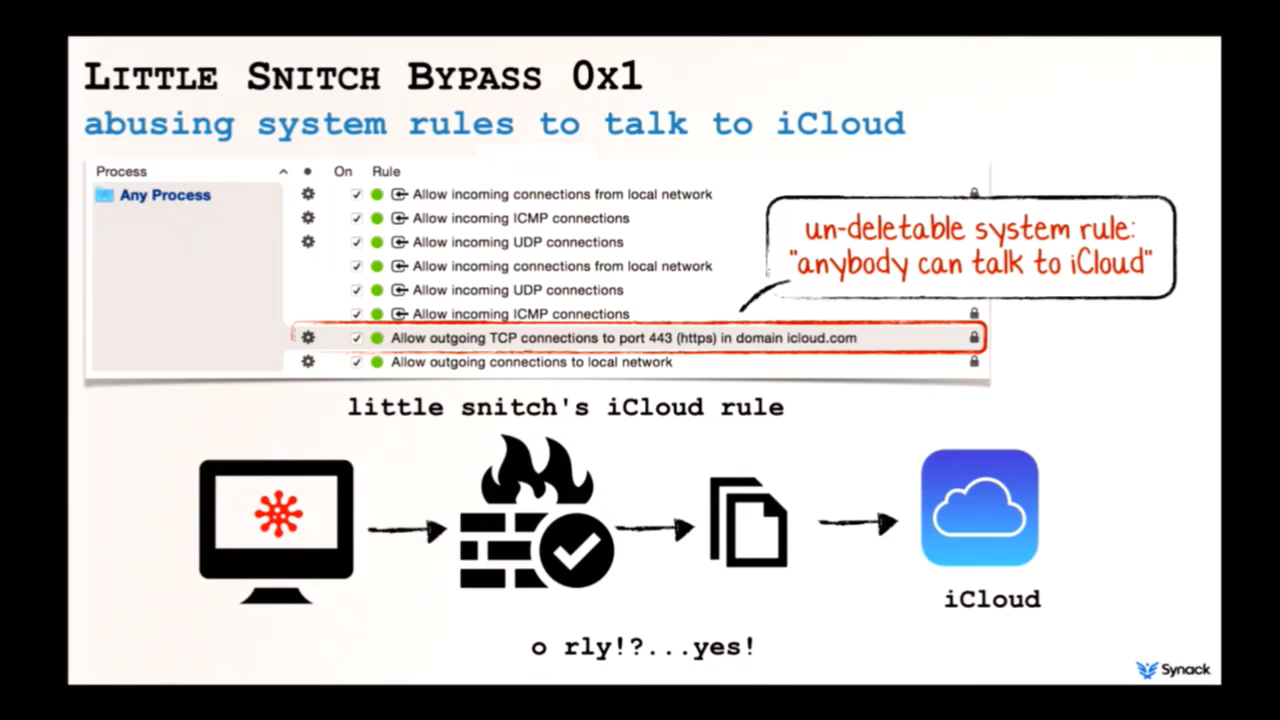 Little Snitch Bypass 0x1
abusing system rules to talk to iCloud
Process On Rule
Any Process
Allow incoming connections from local network
Allow incoming ICMP connections
Allow incoming UDP connections
Allow incoming connections from local network
Allow incoming UDP connections
Allow incoming ICMP connections
Allow outgoing TCP connections to port 443 (https) in domain icloud.com
Allow outgoing connections to local network
un-deletable system rule:
"anybody can talk to iCloud"
little snitch's iCloud rule
iCloud
o rly!?...yes!
Synack